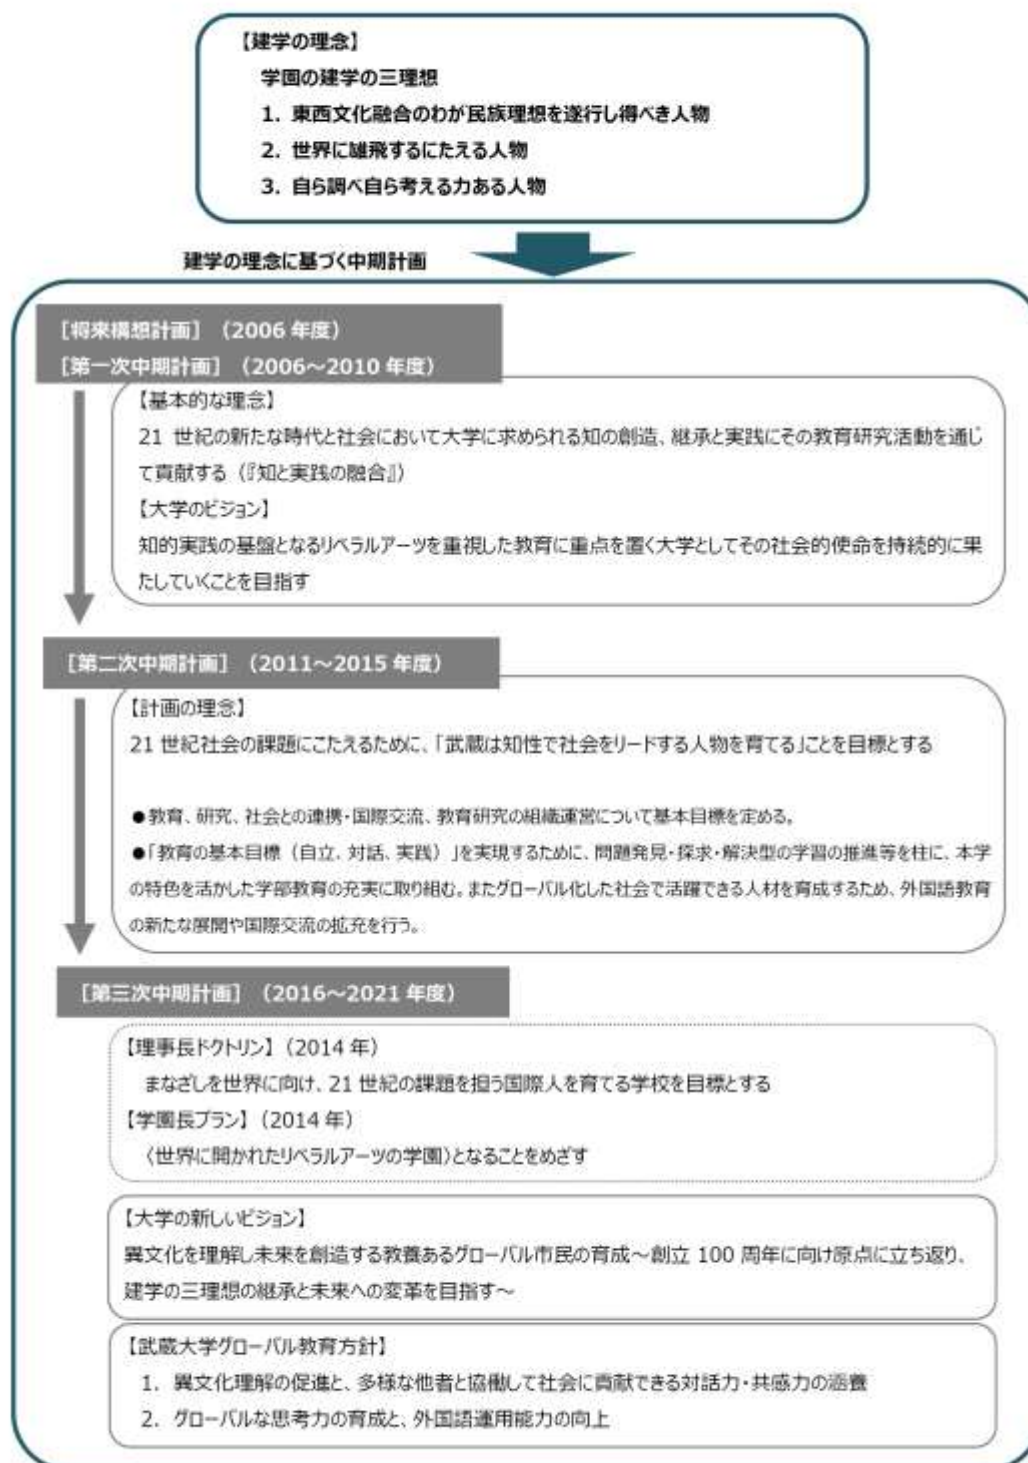 【建学の理念】
学園の建学の三理想
1. 東西文化融合のわが民族理想を遂行し得べき人物
2. 世界に雄飛するにたえる人物
3. 自ら調べ自ら考える力ある人物
建学の理念に基づく中期計画
［将来構想計画］（2006 年度）
［第一次中期計画］（2006～2010 年度）
【基本的な理念】
21 世紀の新たな時代と社会において大学に求められる知の創造、継承と実践にその教育研究活動を通じ
て貢献する（『知と実践の融合』）
【大学のビジョン】
知的実践の基盤となるリベラルアーツを重視した教育に重点を置く大学としてその社会的使命を持続的に果
たしていくことを目指す
［第二次中期計画］（2011～2015 年度）
【計画の理念】
21 世紀社会の課題にこたえるために、「武蔵は知性で社会をリードする人物を育てる」ことを目標とする
●教育、研究、社会との連携・国際交流、教育研究の組織運営について基本目標を定める。
●「教育の基本目標（自立、対話、実践）」を実現するために、問題発見・探求・解決型の学習の推進等を柱に、本学
の特色を活かした学部教育の充実に取り組む。またグローバル化した社会で活躍できる人材を育成するため、外国語教育
の新たな展開や国際交流の拡充を行う。
［第三次中期計画］（2016～2021 年度）
【理事長ドクトリン】（2014 年）
まなざしを世界に向け、21 世紀の課題を担う国際人を育てる学校を目標とする
【学園長プラン】（2014 年）
〈世界に開かれたリベラルアーツの学園〉となることをめざす
【大学の新しいビジョン】
異文化を理解し未来を創造する教養あるグローバル市民の育成～創立 100 周年に向け原点に立ち返り、
建学の三理想の継承と未来への変革を目指す～
【武蔵大学グローバル教育方針】
1. 異文化理解の促進と、多様な他者と協働して社会に貢献できる対話力・共感力の涵養
2. グローバルな思考力の育成と、外国語運用能力の向上